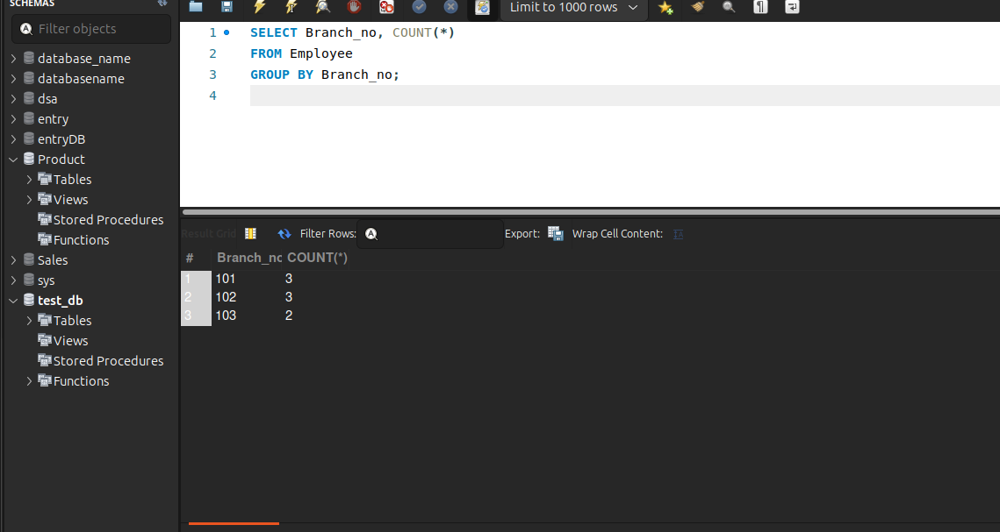 SCHEMAS
Filter objects
database_name
databasename
dsa
entry
entryDB
Product
Tables
Views
Stored Procedures
Functions
Sales
sys
test_db
Tables
Views
Stored Procedures
Functions
Limit to 1000 rows
1 SELECT Branch_no, COUNT(*)
2 FROM Employee
3 GROUP BY Branch_no;
4
Result Grid Filter Rows: Export: Wrap Cell Content:
# Branch_no COUNT(*)
1 101 3
2 102 3
3 103 2